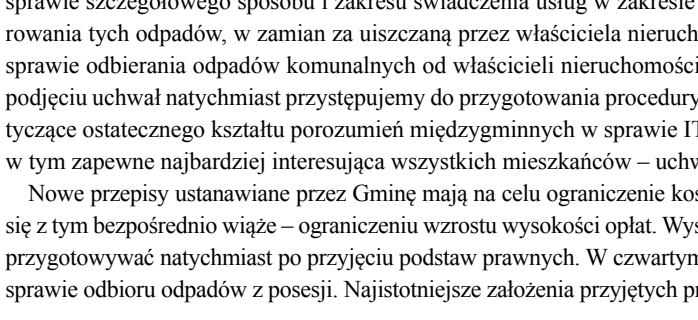 sprawie szczegółowego sposobu i zakresu świadczenia usług w zakresie
rowania tych odpadów, w zamian za uiszczaną przez właściciela nieruch
sprawie odbierania odpadów komunalnych od właścicieli nieruchomości
podjęciu uchwał natychmiast przystępujemy do przygotowania procedury
tyczące ostatecznego kształtu porozumień międzygminnych w sprawie
w tym zapewne najbardziej interesująca wszystkich mieszkańców – uchw
Nowe przepisy ustanawiane przez Gminę mają na celu ograniczenie kos
się z tym bezpośrednio wiąże – ograniczeniu wzrostu wysokości opłat. Wys
przygotowywać natychmiast po przyjęciu podstaw prawnych. W czwartym
sprawie odbioru odpadów z posesji. Najistotniejsze założenia przyjętych pr